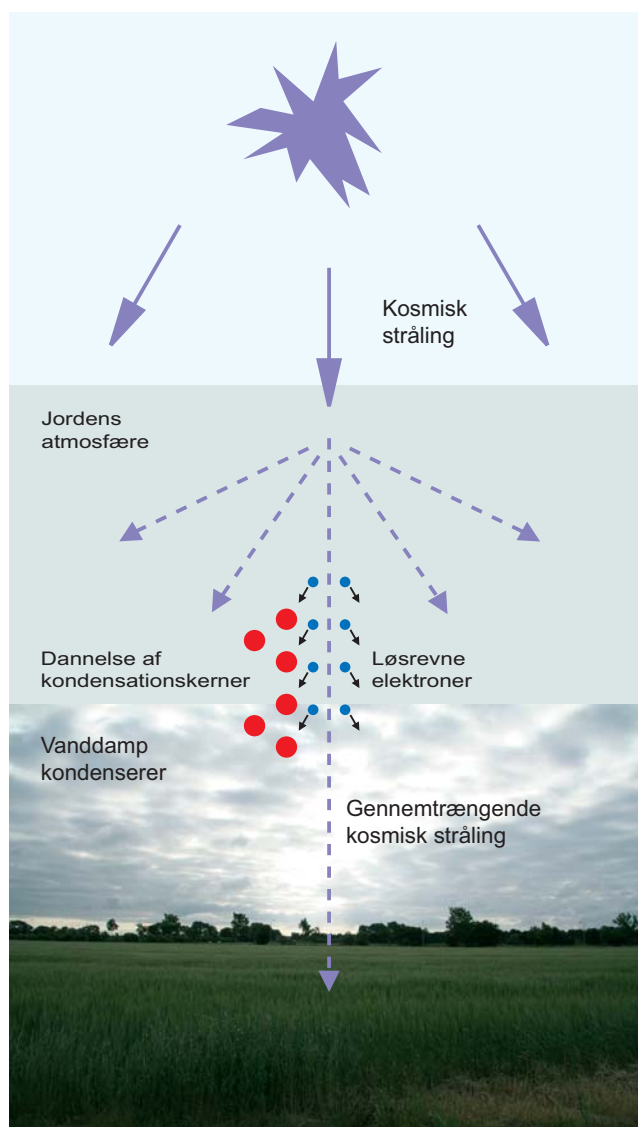 Kosmisk
stråling
Jordens
atmosfære
Dannelse af
kondensationskerner
Løsrevne
elektroner
Vanddamp
kondenserer
Gennemtrængende
kosmisk stråling